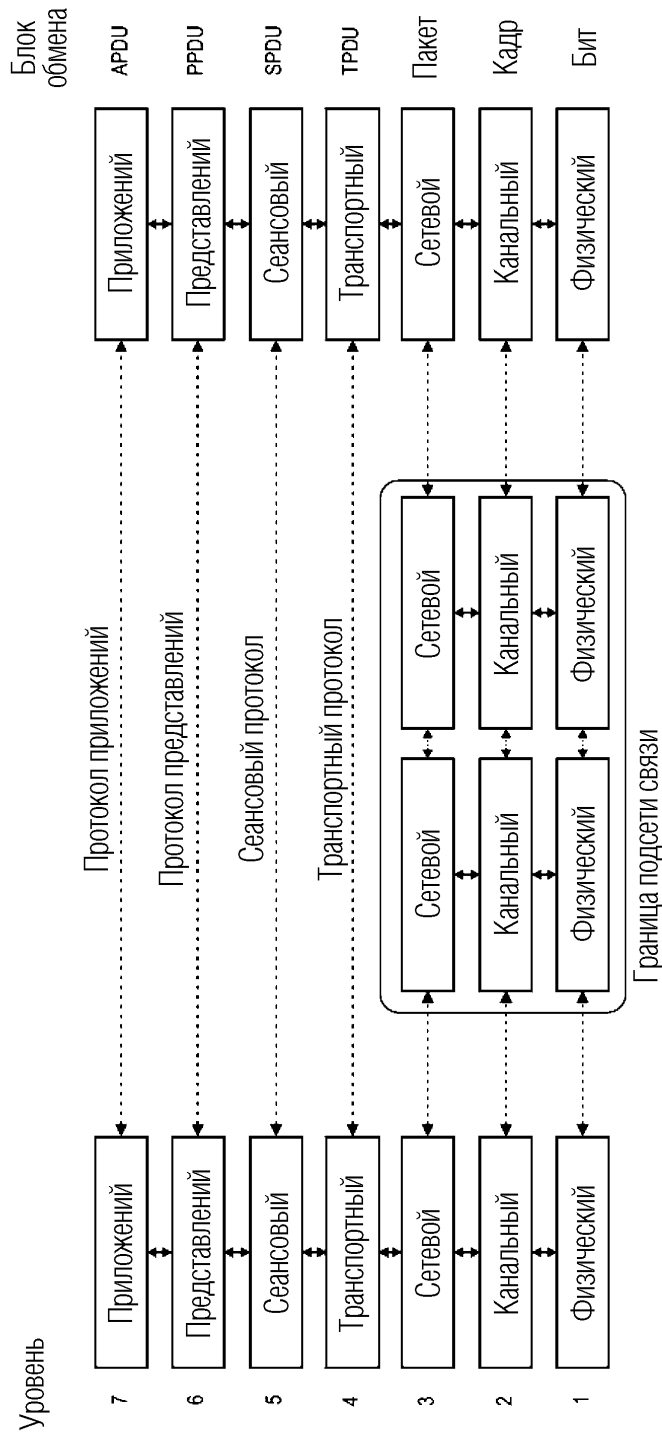 Уровень
Блок
обмена
7
Приложений
Протокол приложений
Приложений
APDU
6
Представлений
Протокол представлений
Представлений
PPDU
5
Сеансовый
Сеансовый протокол
Сеансовый
SPDU
4
Транспортный
Транспортный протокол
Транспортный
TPDU
3
Сетевой
Сетевой
Сетевой
Сетевой
Пакет
2
Канальный
Канальный
Канальный
Канальный
Кадр
1
Физический
Физический
Физический
Физический
Бит
Граница подсети связи